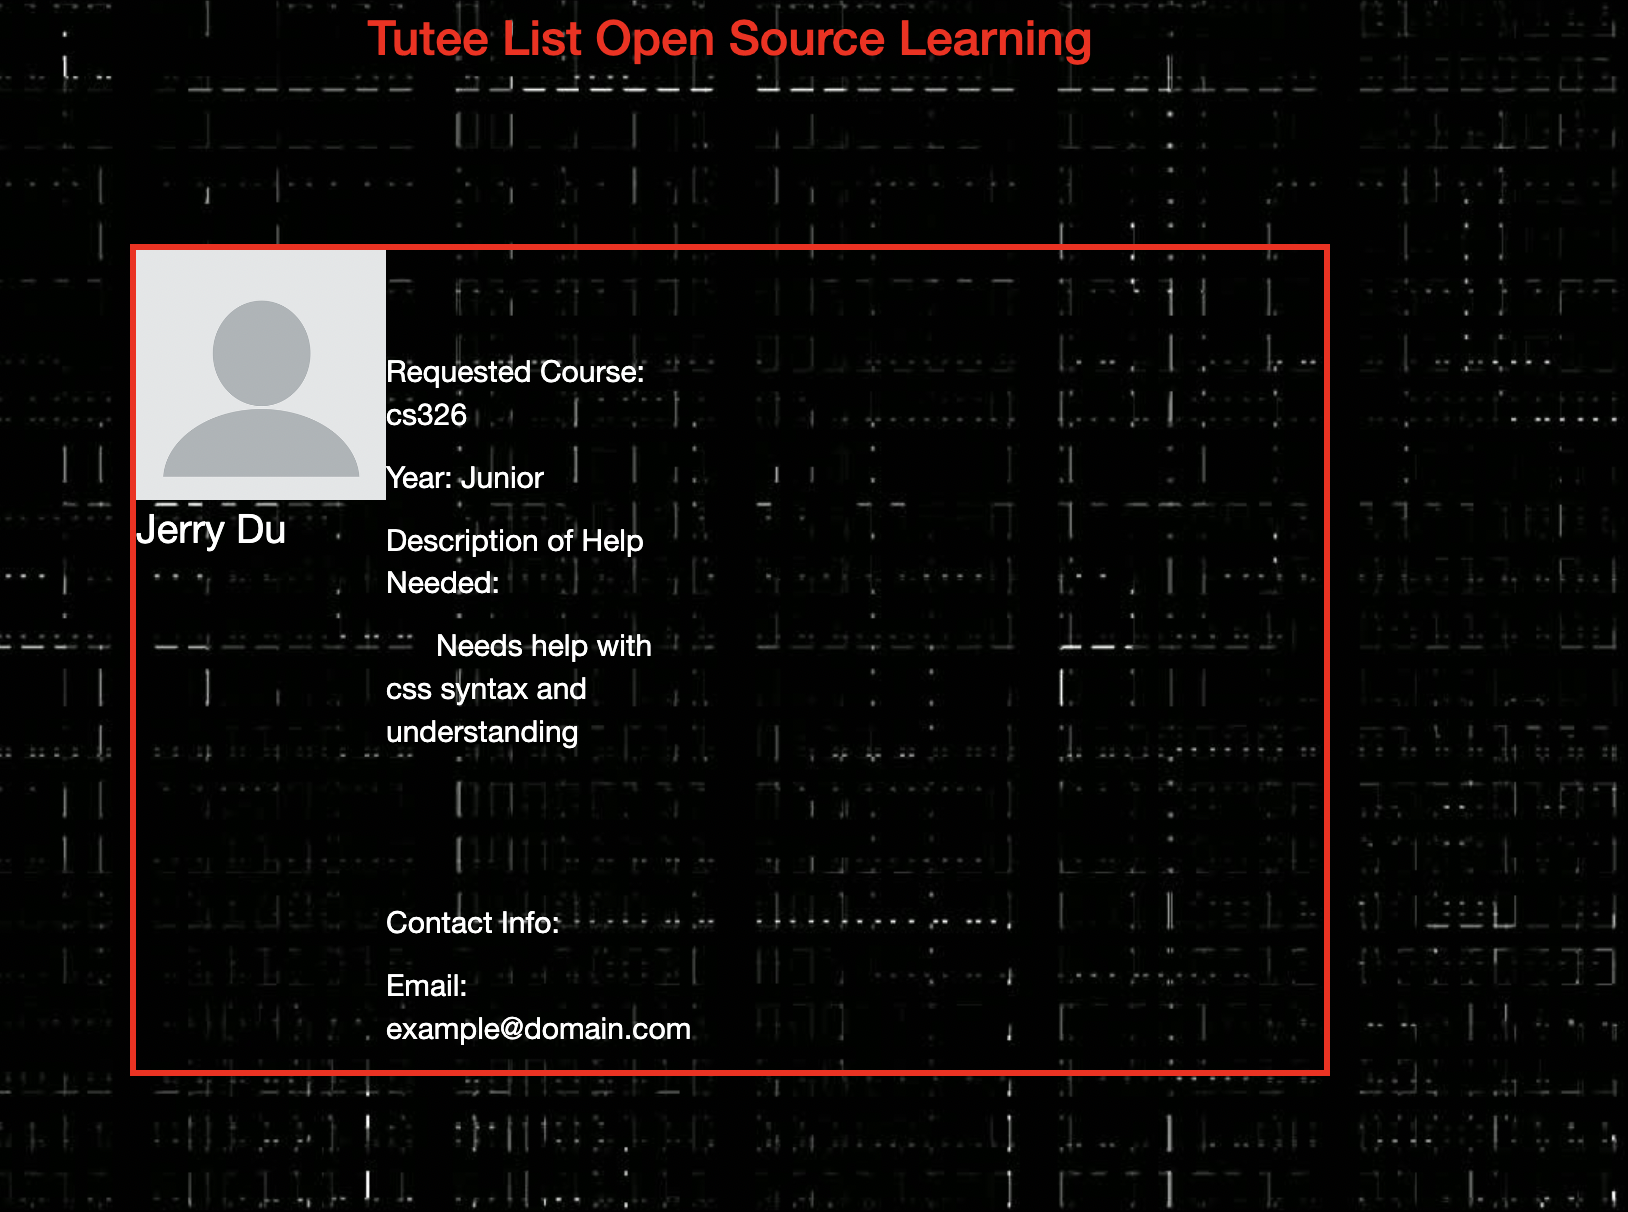 Tutee List Open Source Learning
Jerry Du
Requested Course:
cs326
Year: Junior
Description of Help
Needed:
Needs help with
css syntax and
understanding
Contact Info:
Email:
example@domain.com